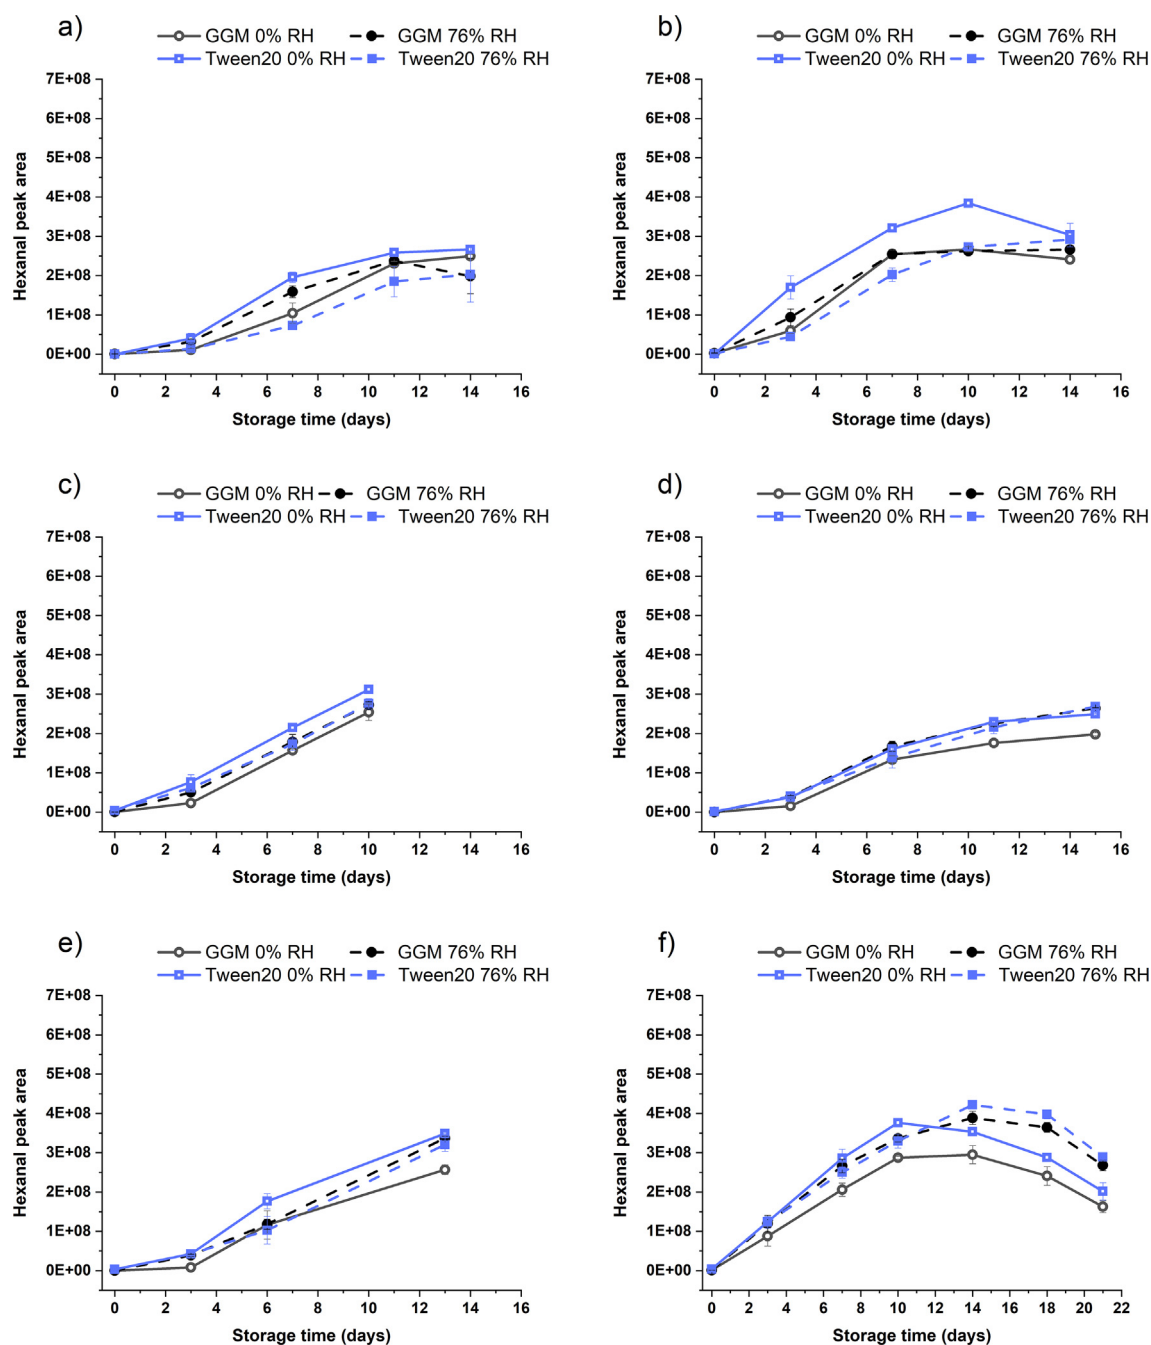 a)
GGM 0% RH GGM 76% RH
Tween20 0% RH Tween20 76% RH
7E+08
6E+08
5E+08
4E+08
3E+08
2E+08
1E+08
0E+00
Hexanal peak area
0 2 4 6 8 10 12 14 16
Storage time (days)
b)
GGM 0% RH GGM 76% RH
Tween20 0% RH Tween20 76% RH
7E+08
6E+08
5E+08
4E+08
3E+08
2E+08
1E+08
0E+00
Hexanal peak area
0 2 4 6 8 10 12 14 16
Storage time (days)
c)
GGM 0% RH GGM 76% RH
Tween20 0% RH Tween20 76% RH
7E+08
6E+08
5E+08
4E+08
3E+08
2E+08
1E+08
0E+00
Hexanal peak area
0 2 4 6 8 10 12 14 16
Storage time (days)
d)
GGM 0% RH GGM 76% RH
Tween20 0% RH Tween20 76% RH
7E+08
6E+08
5E+08
4E+08
3E+08
2E+08
1E+08
0E+00
Hexanal peak area
0 2 4 6 8 10 12 14 16
Storage time (days)
e)
GGM 0% RH GGM 76% RH
Tween20 0% RH Tween20 76% RH
7E+08
6E+08
5E+08
4E+08
3E+08
2E+08
1E+08
0E+00
Hexanal peak area
0 2 4 6 8 10 12 14 16
Storage time (days)
f)
GGM 0% RH GGM 76% RH
Tween20 0% RH Tween20 76% RH
7E+08
6E+08
5E+08
4E+08
3E+08
2E+08
1E+08
0E+00
Hexanal peak area
0 2 4 6 8 10 12 14 16 18 20 22
Storage time (days)